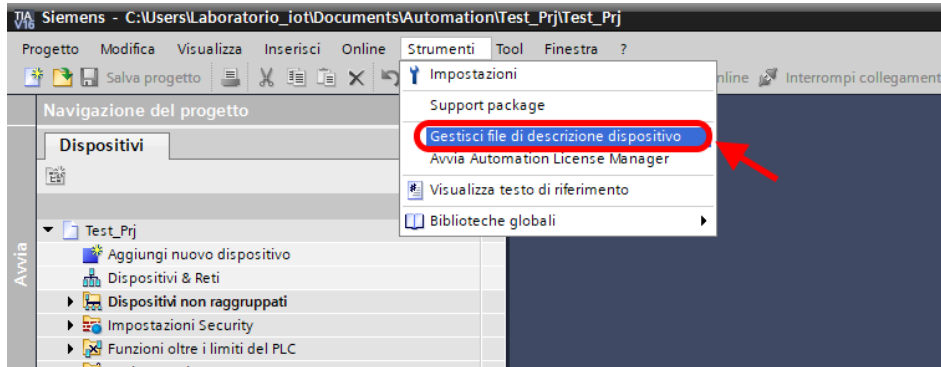 TIA V16 Siemens - C:\Users\Laboratorio_iot\Documents\Automation\Test_Prj\Test_Prj
Progetto Modifica Visualizza Inserisci Online Strumenti Tool Finestra ?
Salva progetto
nline Interrompi collegament
Impostazioni
Support package
Gestisci file di descrizione dispositivo
Avvia Automation License Manager
Visualizza testo di riferimento
Biblioteche globali
Navigazione del progetto
Dispositivi
Avvia
Test_Prj
Aggiungi nuovo dispositivo
Dispositivi & Reti
Dispositivi non raggruppati
Impostazioni Security
Funzioni oltre i limiti del PLC